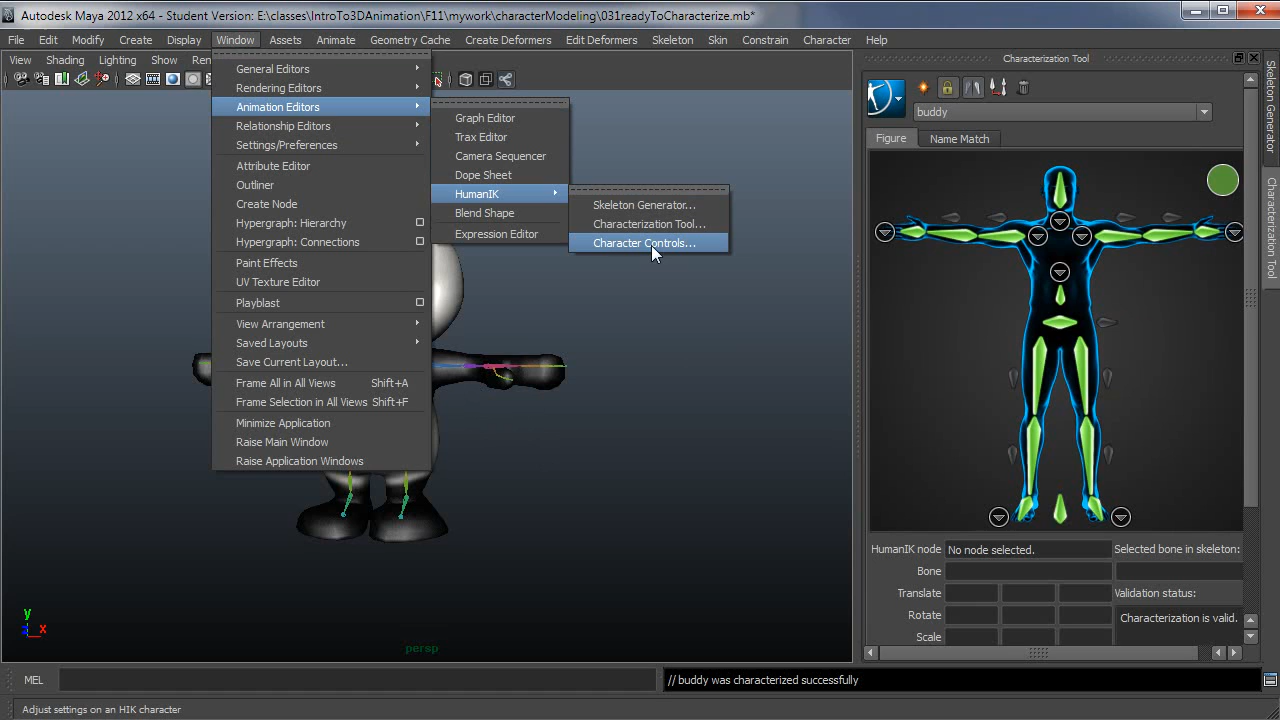 Autodesk Maya 2012 x64 - Student Version: E:\classes\IntroTo3DAnimation\F11\mywork\characterModeling\031readyToCharacterize.mb*
File Edit Modify Create Display Window Assets Animate Geometry Cache Create Deformers Edit Deformers Skeleton Skin Constrain Character Help
View Shading Lighting Show Ren
General Editors
Rendering Editors
Animation Editors
Relationship Editors
Settings/Preferences
Attribute Editor
Outliner
Create Node
Hypergraph: Hierarchy
Hypergraph: Connections
Paint Effects
UV Texture Editor
Playblast
View Arrangement
Saved Layouts
Save Current Layout...
Frame All in All Views Shift+A
Frame Selection in All Views Shift+F
Minimize Application
Raise Main Window
Raise Application Windows
Graph Editor
Trax Editor
Camera Sequencer
Dope Sheet
HumanIK
Blend Shape
Expression Editor
Skeleton Generator...
Characterization Tool...
Character Controls...
Characterization Tool
buddy
Figure Name Match
HumanIK node No node selected. Selected bone in skeleton:
Bone
Translate Validation status:
Rotate Characterization is valid.
Scale
Skeleton Generator
Characterization Tool
y
z x
persp
MEL // buddy was characterized successfully
Adjust settings on an HIK character